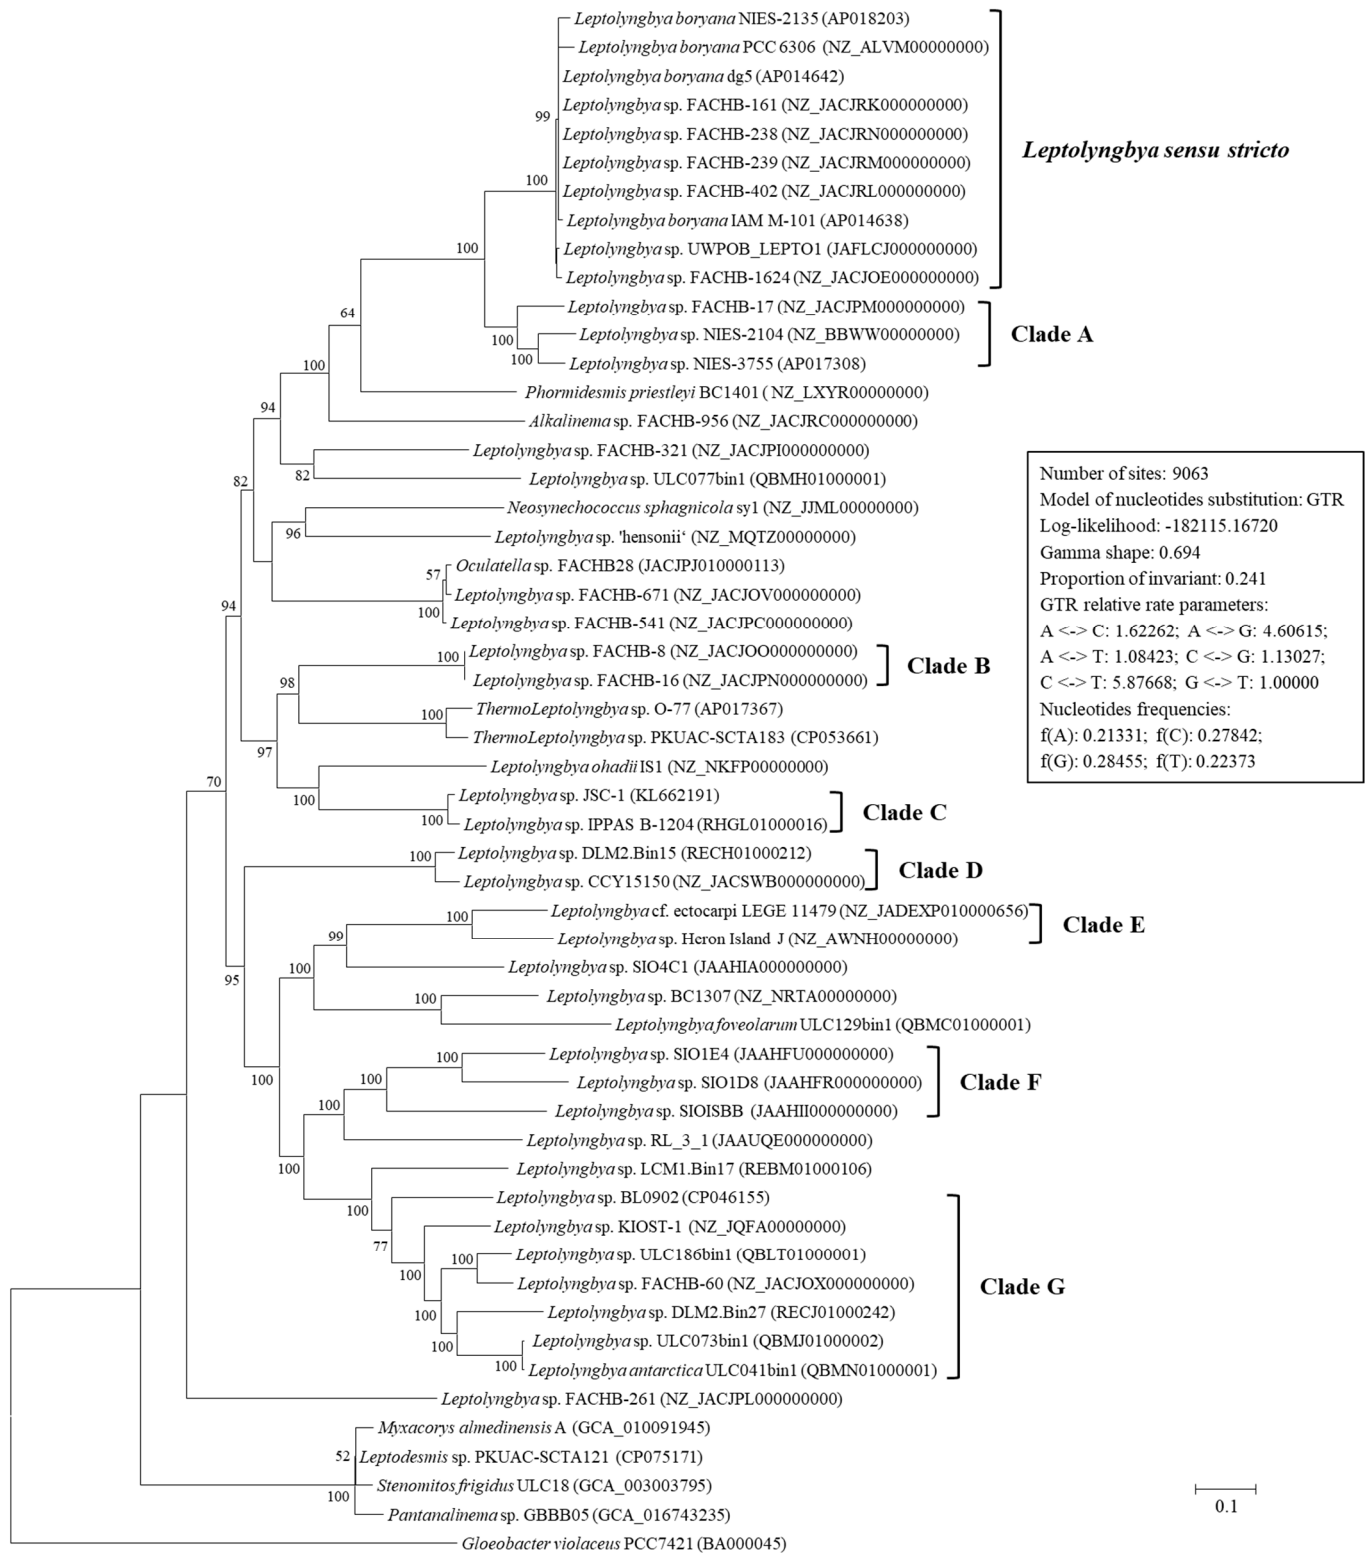 Leptolyngbya boryana NIES-2135 (AP018203)
Leptolyngbya boryana PCC 6306 (NZ_ALVM00000000)
Leptolyngbya boryana dg5 (AP014642)
Leptolyngbya sp. FACHB-161 (NZ_JACJRK000000000)
99
Leptolyngbya sp. FACHB-238 (NZ_JACJRN000000000)
Leptolyngbya sensu stricto
Leptolyngbya sp. FACHB-239 (NZ_JACJRM000000000)
100
Leptolyngbya sp. FACHB-402 (NZ_JACJRL000000000)
Leptolyngbya boryana IAM M-101 (AP014638)
100
Leptolyngbya sp. UWPOB_LEPTO1 (JAFLCJ000000000)
Leptolyngbya sp. FACHB-1624 (NZ_JACJOE000000000)
Leptolyngbya sp. FACHB-17 (NZ_JACJPM000000000)
64
100
Leptolyngbya sp. NIES-2104 (NZ_BBWW00000000)
Clade A
100
Leptolyngbya sp. NIES-3755 (AP017308)
100
Phormidesmis priestleyi BC1401 ( NZ_LXYR00000000)
94
Alkalinema sp. FACHB-956 (NZ_JACJRC000000000)
Leptolyngbya sp. FACHB-321 (NZ_JACJPI000000000)
82
82
Leptolyngbya sp. ULC077bin1 (QBMH01000001)
Neosynechococcus sphagnicola sy1 (NZ_JJML00000000)
96
Leptolyngbya sp. 'hensonii‘ (NZ_MQTZ00000000)
Oculatella sp. FACHB28 (JACJPJ010000113)
57
Leptolyngbya sp. FACHB-671 (NZ_JACJOV000000000)
94
100
Leptolyngbya sp. FACHB-541 (NZ_JACJPC000000000)
100
Leptolyngbya sp. FACHB-8 (NZ_JACJOO000000000)
Clade B
98
Leptolyngbya sp. FACHB-16 (NZ_JACJPN000000000)
100
ThermoLeptolyngbya sp. O-77 (AP017367)
97
ThermoLeptolyngbya sp. PKUAC-SCTA183 (CP053661)
70
Leptolyngbya ohadii IS1 (NZ_NKFP00000000)
100
Leptolyngbya sp. JSC-1 (KL662191)
Clade C
100
Leptolyngbya sp. IPPAS B-1204 (RHGL01000016)
100
Leptolyngbya sp. DLM2.Bin15 (RECH01000212)
Clade D
Leptolyngbya sp. CCY15150 (NZ_JACSWB000000000)
100
Leptolyngbya cf. ectocarpi LEGE 11479 (NZ_JADEXP010000656)
Clade E
99
Leptolyngbya sp. Heron Island J (NZ_AWNH00000000)
95
100
Leptolyngbya sp. SIO4C1 (JAAHIA000000000)
100
Leptolyngbya sp. BC1307 (NZ_NRTA00000000)
Leptolyngbya foveolarum ULC129bin1 (QBMC01000001)
100
Leptolyngbya sp. SIO1E4 (JAAHFU000000000)
100
100
Leptolyngbya sp. SIO1D8 (JAAHFR000000000)
Clade F
100
Leptolyngbya sp. SIOISBB (JAAHII000000000)
Leptolyngbya sp. RL_3_1 (JAAUQE000000000)
100
Leptolyngbya sp. LCM1.Bin17 (REBM01000106)
100
Leptolyngbya sp. BL0902 (CP046155)
Leptolyngbya sp. KIOST-1 (NZ_JQFA00000000)
77
100
Leptolyngbya sp. ULC186bin1 (QBLT01000001)
100
Leptolyngbya sp. FACHB-60 (NZ_JACJOX000000000)
Clade G
100
Leptolyngbya sp. DLM2.Bin27 (RECJ01000242)
100
Leptolyngbya sp. ULC073bin1 (QBMJ01000002)
100
Leptolyngbya antarctica ULC041bin1 (QBMN01000001)
Leptolyngbya sp. FACHB-261 (NZ_JACJPL000000000)
Myxacorys almedinensis A (GCA_010091945)
52
Leptodesmis sp. PKUAC-SCTA121 (CP075171)
Stenomitos frigidus ULC18 (GCA_003003795)
100
Pantanalinema sp. GBBB05 (GCA_016743235)
Gloeobacter violaceus PCC7421 (BA000045)
Number of sites: 9063
Model of nucleotides substitution: GTR
Log-likelihood: -182115.16720
Gamma shape: 0.694
Proportion of invariant: 0.241
GTR relative rate parameters:
A <-> C: 1.62262; A <-> G: 4.60615;
A <-> T: 1.08423; C <-> G: 1.13027;
C <-> T: 5.87668; G <-> T: 1.00000
Nucleotides frequencies:
f(A): 0.21331; f(C): 0.27842;
f(G): 0.28455; f(T): 0.22373
0.1